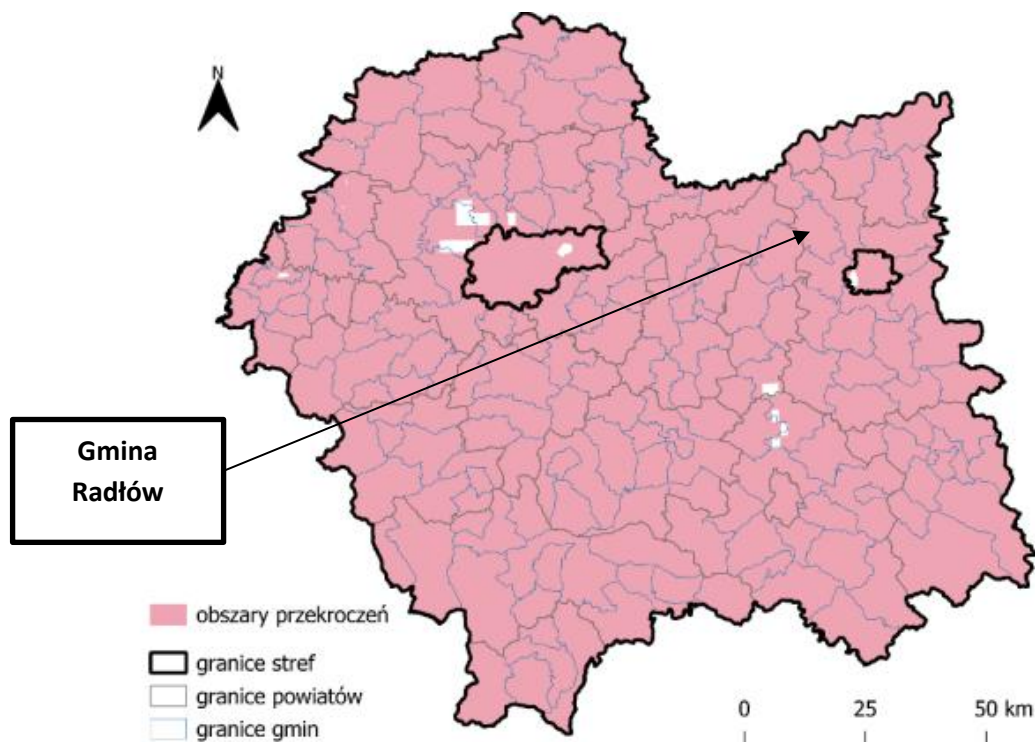 N
Gmina
Radłów
obszary przekroczeń
granice stref
granice powiatów
granice gmin
0 25 50 km